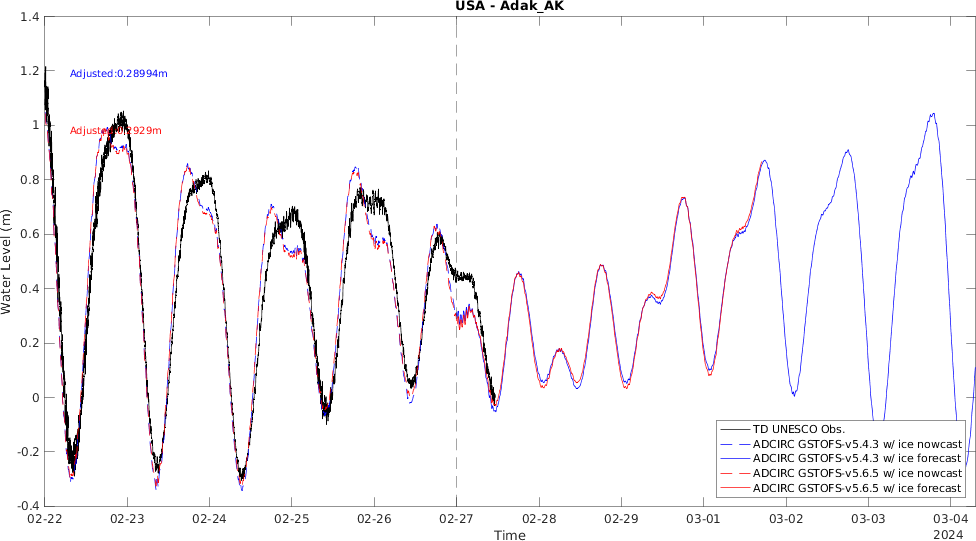 USA - Adak_AK
1.4
1.2
1
0.8
0.6
0.4
0.2
0
-0.2
-0.4
Water Level (m)
Adjusted:0.28994m
Adjusted:0.2929m
TD UNESCO Obs.
ADCIRC GSTOFS-v5.4.3 w/ ice nowcast
ADCIRC GSTOFS-v5.4.3 w/ ice forecast
ADCIRC GSTOFS-v5.6.5 w/ ice nowcast
ADCIRC GSTOFS-v5.6.5 w/ ice forecast
02-22 02-23 02-24 02-25 02-26 02-27 02-28 02-29 03-01 03-02 03-03 03-04
Time
2024